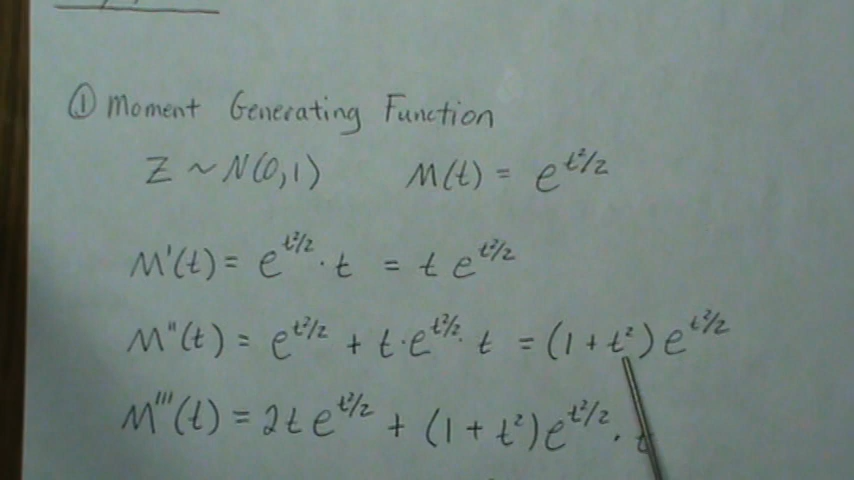 ① Moment Generating Function
Z ~ N(0,1) M(t) = e^{t²/2}
M'(t) = e^{t²/2} · t = t e^{t²/2}
M''(t) = e^{t²/2} + t · e^{t²/2} · t = (1 + t²) e^{t²/2}
M'''(t) = 2t e^{t²/2} + (1 + t²) e^{t²/2} · t